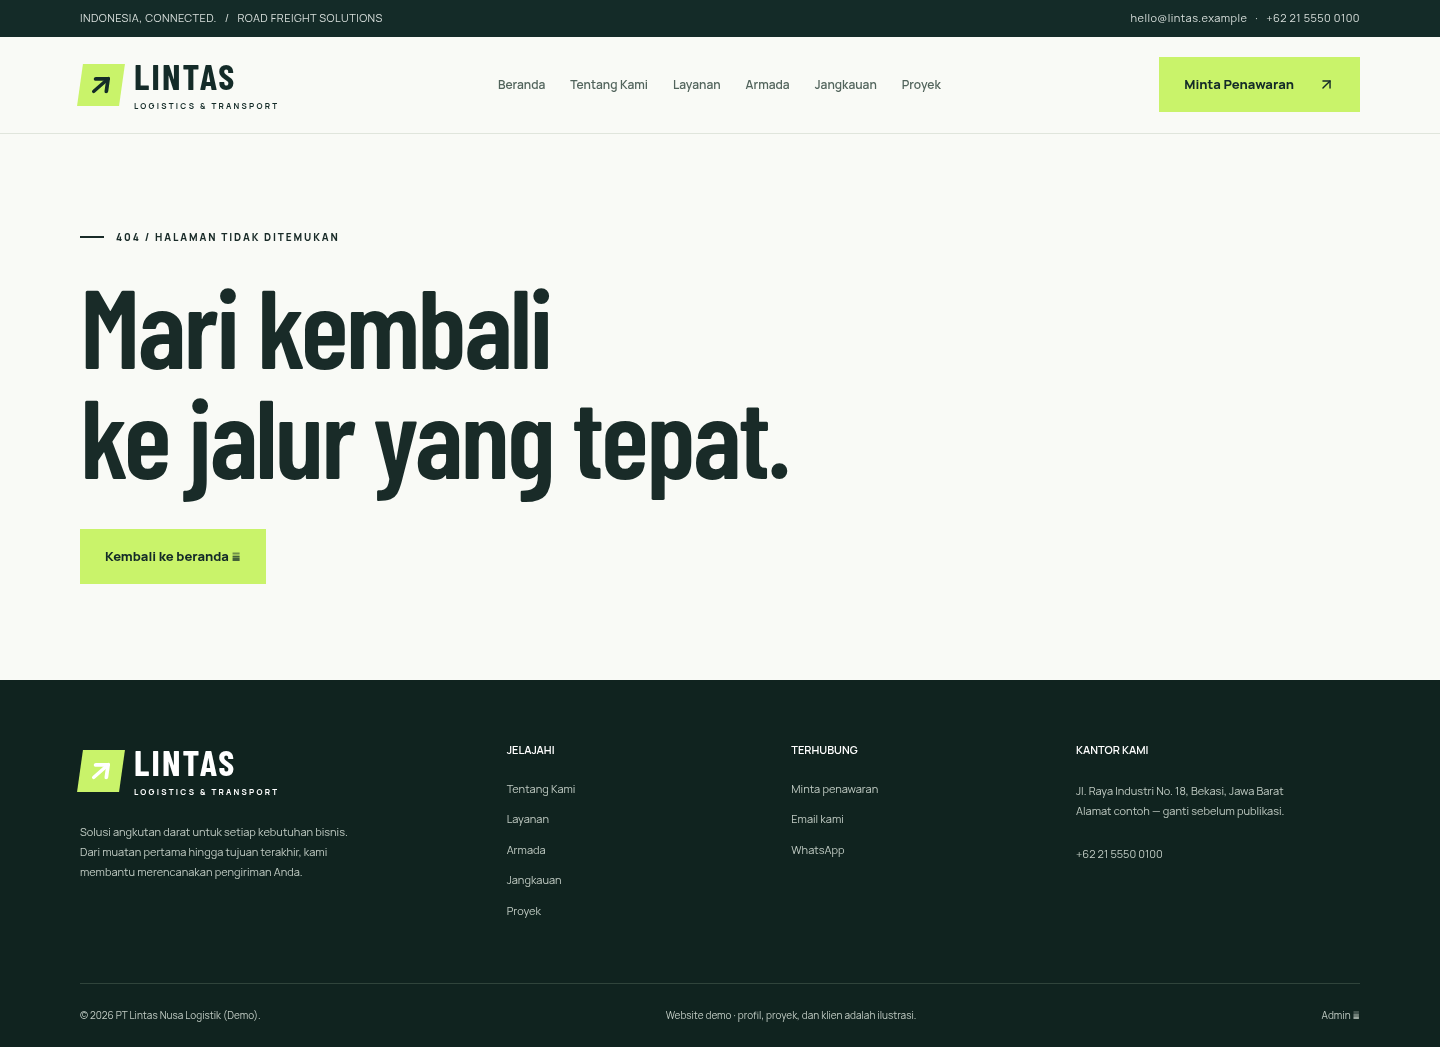 INDONESIA, CONNECTED. / ROAD FREIGHT SOLUTIONS
hello@lintas.example · +62 21 5550 0100
LINTAS
LOGISTICS & TRANSPORT
Beranda
Tentang Kami
Layanan
Armada
Jangkauan
Proyek
Minta Penawaran
404 / HALAMAN TIDAK DITEMUKAN
Mari kembali
ke jalur yang tepat.
Kembali ke beranda
LINTAS
LOGISTICS & TRANSPORT
Solusi angkutan darat untuk setiap kebutuhan bisnis.
Dari muatan pertama hingga tujuan terakhir, kami
membantu merencanakan pengiriman Anda.
JELAJAHI
Tentang Kami
Layanan
Armada
Jangkauan
Proyek
TERHUBUNG
Minta penawaran
Email kami
WhatsApp
KANTOR KAMI
Jl. Raya Industri No. 18, Bekasi, Jawa Barat
Alamat contoh — ganti sebelum publikasi.
+62 21 5550 0100
© 2026 PT Lintas Nusa Logistik (Demo).
Website demo · profil, proyek, dan klien adalah ilustrasi.
Admin